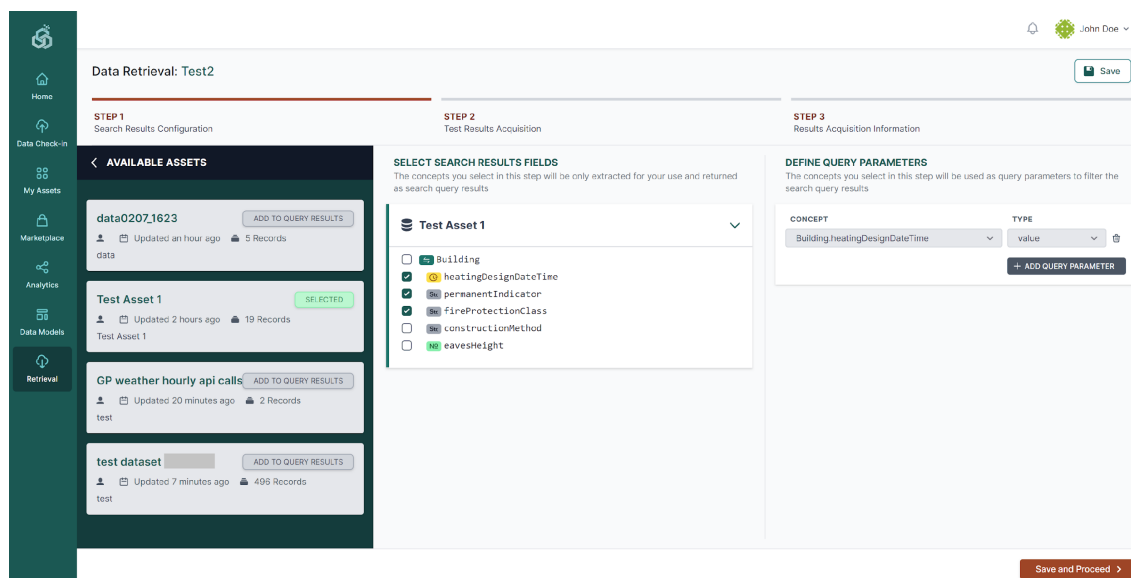 John Doe
Home
Data Check-in
My Assets
Marketplace
Analytics
Data Models
Retrieval
Data Retrieval: Test2
Save
STEP 1
Search Results Configuration
STEP 2
Test Results Acquisition
STEP 3
Results Acquisition Information
AVAILABLE ASSETS
data0207_1623
ADD TO QUERY RESULTS
Updated an hour ago 5 Records
data
Test Asset 1
SELECTED
Updated 2 hours ago 19 Records
Test Asset 1
GP weather hourly api calls
ADD TO QUERY RESULTS
Updated 20 minutes ago 2 Records
test
test dataset
ADD TO QUERY RESULTS
Updated 7 minutes ago 496 Records
test
SELECT SEARCH RESULTS FIELDS
The concepts you select in this step will be only extracted for your use and returned
as search query results
Test Asset 1
Building
heatingDesignDateTime
Str permanentIndicator
Str fireProtectionClass
Str constructionMethod
Nº eavesHeight
DEFINE QUERY PARAMETERS
The concepts you select in this step will be used as query parameters to filter the
search query results
CONCEPT TYPE
Building.heatingDesignDateTime value
+ ADD QUERY PARAMETER
Save and Proceed